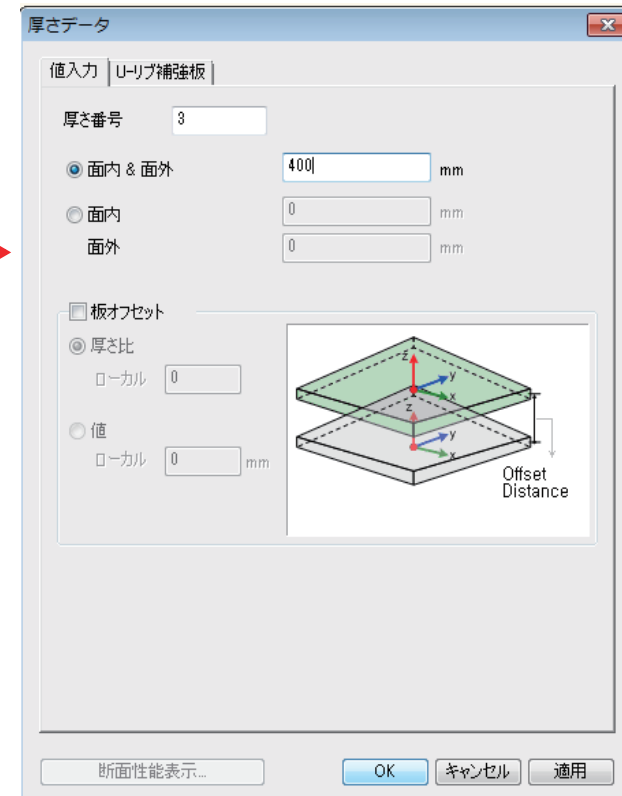 厚さデータ
値入力 U-リブ補強板
厚さ番号 3
面内 & 面外 400 mm
面内 0 mm
面外 0 mm
板オフセット
厚さ比
ローカル 0
値
ローカル 0 mm
z
y
x
z
y
x
Offset
Distance
断面性能表示... OK キャンセル 適用